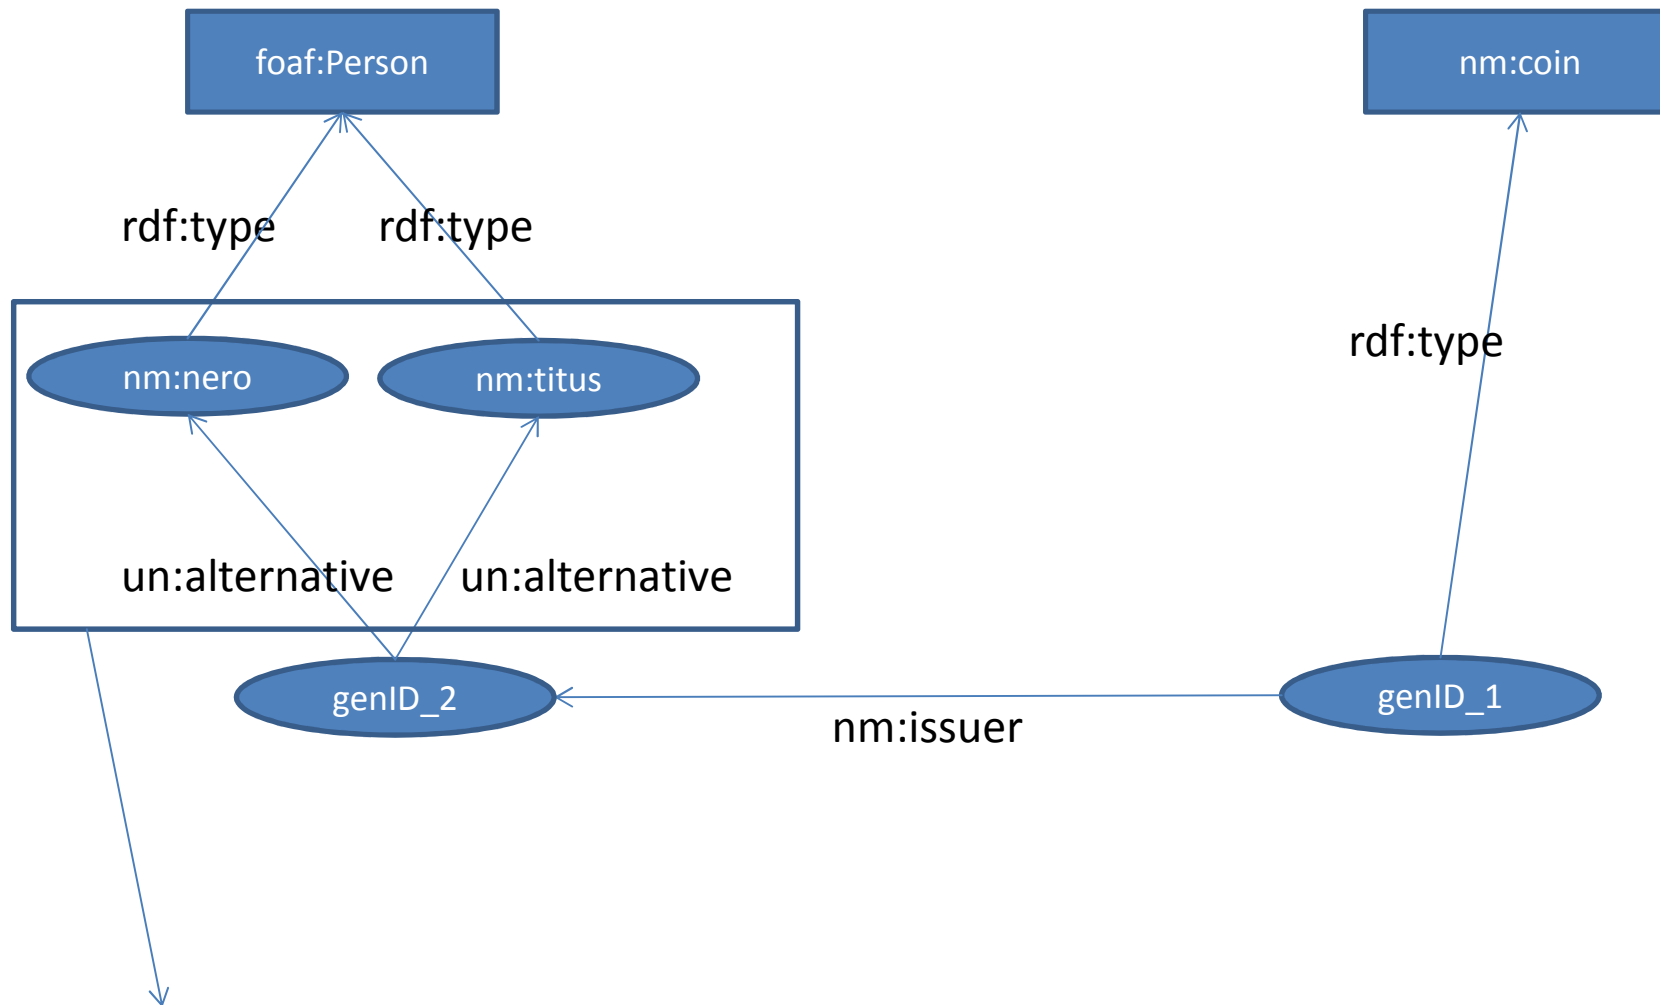 foaf:Person
nm:coin
rdf:type
rdf:type
rdf:type
nm:nero
nm:titus
un:alternative
un:alternative
genID_2
genID_1
nm:issuer